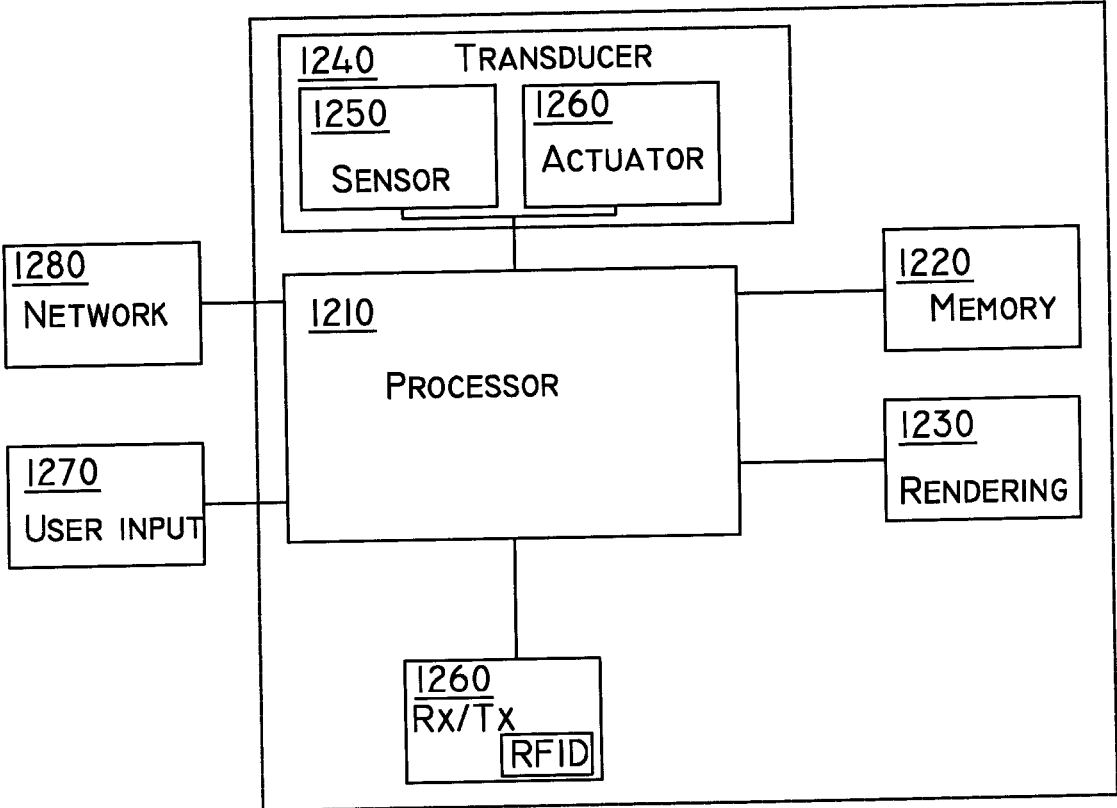 1240 TRANSDUCER
1250
SENSOR
1260
ACTUATOR
1280
NETWORK
1210
PROCESSOR
1220
MEMORY
1270
USER INPUT
1230
RENDERING
1260
RX/TX
RFID